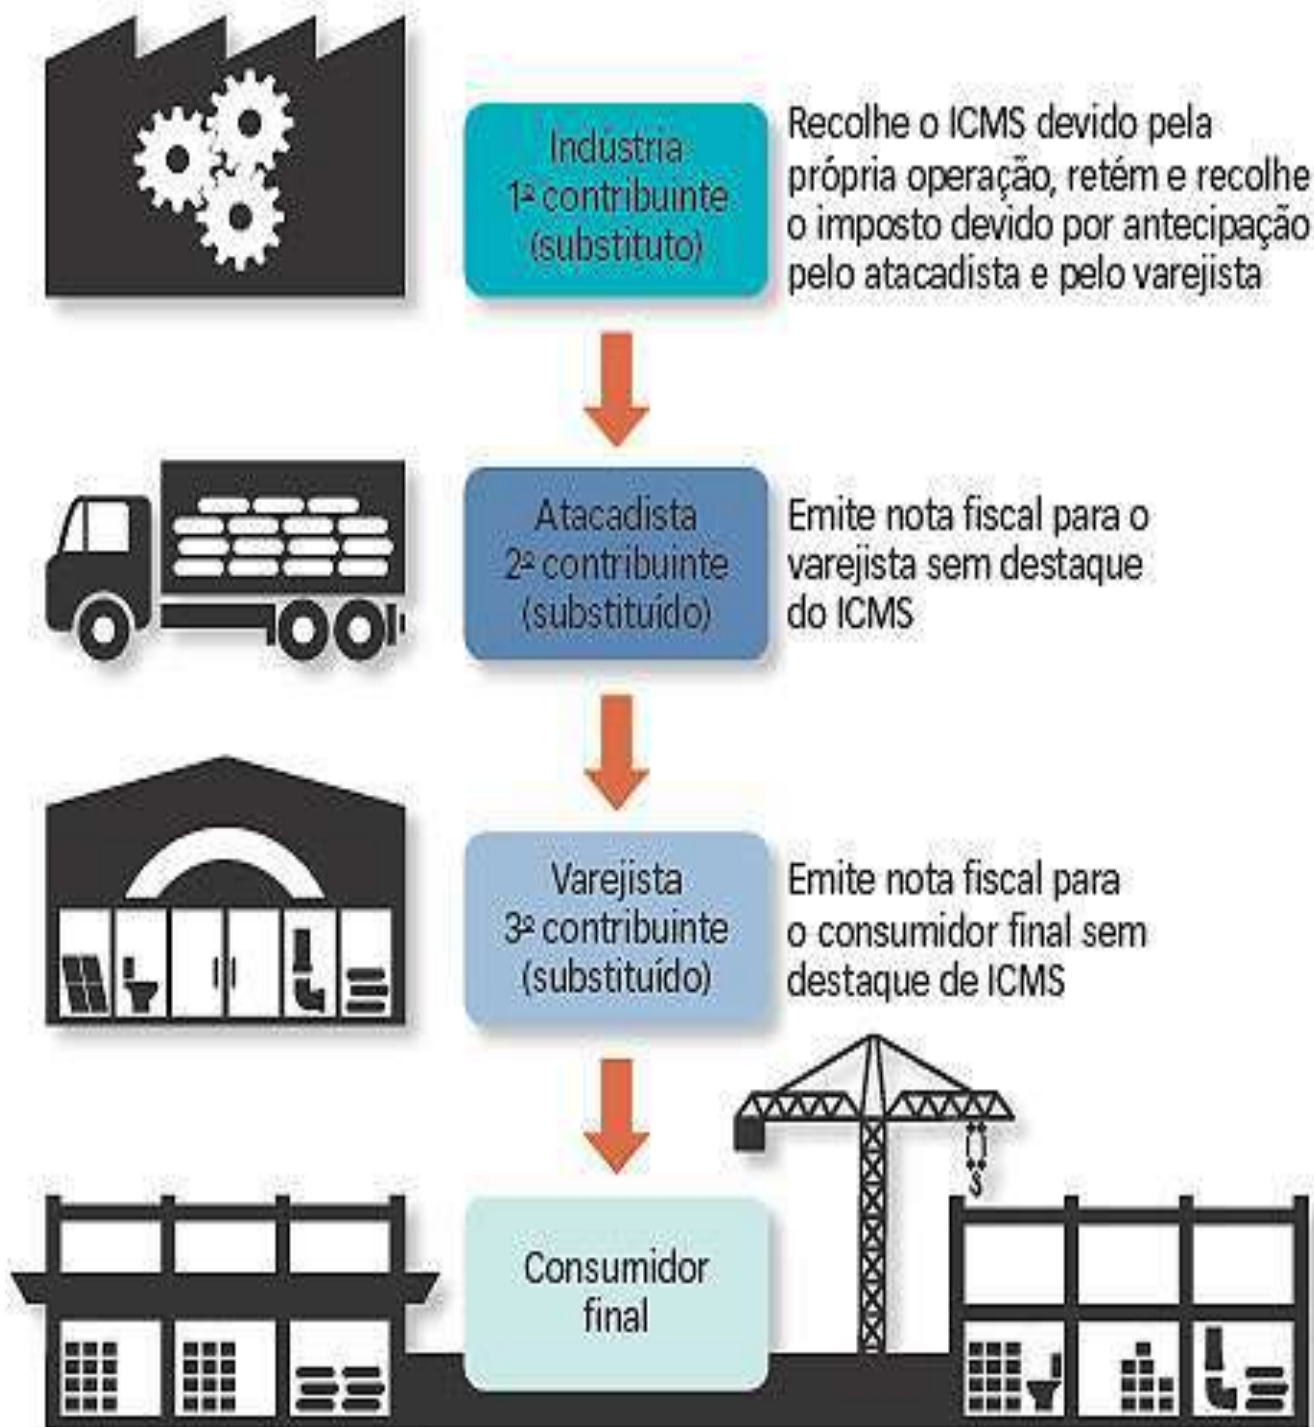 Indústria
1º contribuinte
(substituto)
Recolhe o ICMS devido pela
própria operação, retém e recolhe
o imposto devido por antecipação
pelo atacadista e pelo varejista
Atacadista
2º contribuinte
(substituído)
Emite nota fiscal para o
varejista sem destaque
do ICMS
Varejista
3º contribuinte
(substituído)
Emite nota fiscal para
o consumidor final sem
destaque de ICMS
Consumidor
final